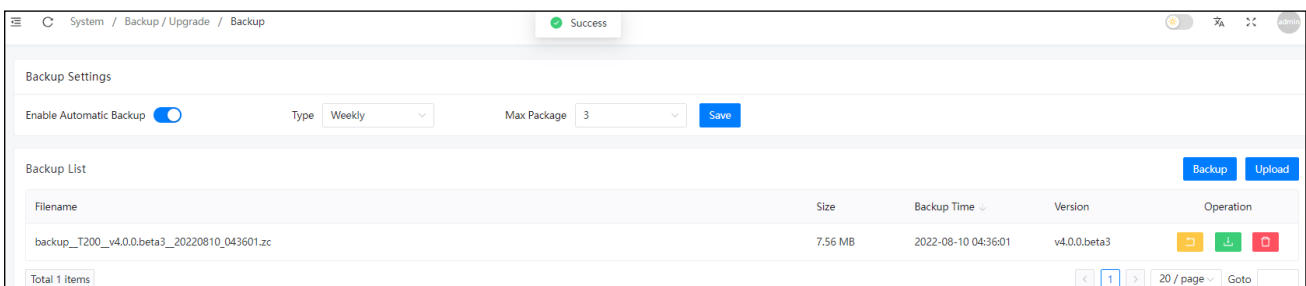 System / Backup / Upgrade / Backup
Success
admin
Backup Settings
Enable Automatic Backup Type Weekly Max Package 3 Save
Backup List Backup Upload
Filename Size Backup Time Version Operation
backup__T200__v4.0.0.beta3__20220810_043601.zc 7.56 MB 2022-08-10 04:36:01 v4.0.0.beta3
Total 1 items < 1 > 20 / page Goto